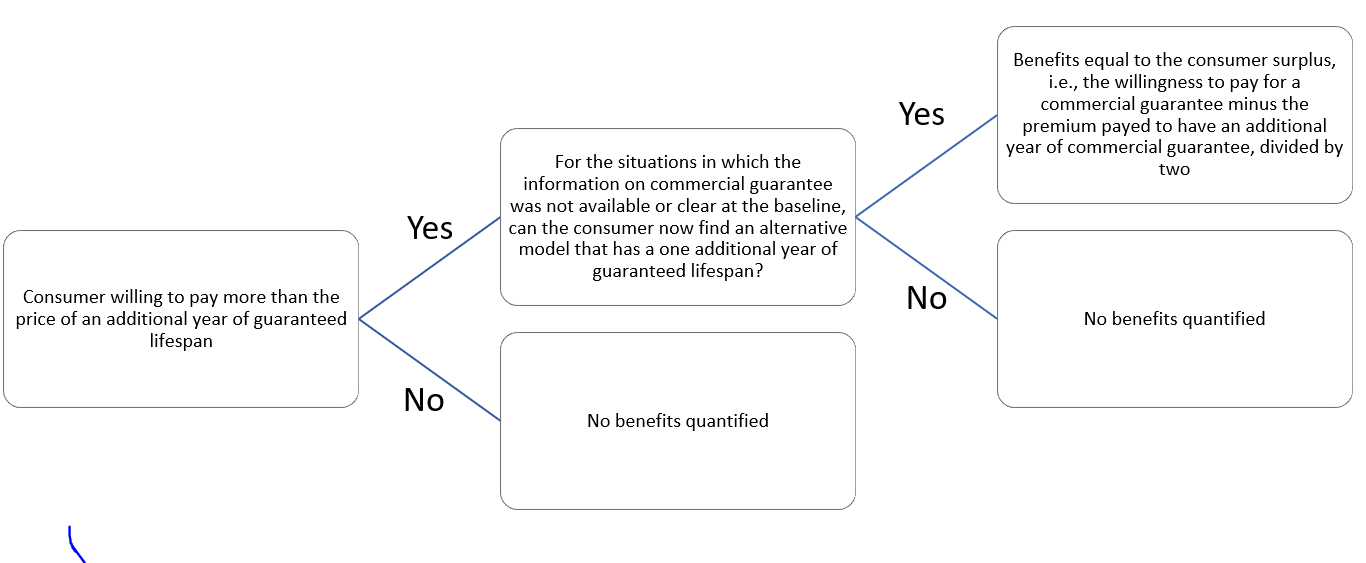 Consumer willing to pay more than the
price of an additional year of guaranteed
lifespan
Yes
No
For the situations in which the
information on commercial guarantee
was not available or clear at the baseline,
can the consumer now find an alternative
model that has a one additional year of
guaranteed lifespan?
No benefits quantified
Yes
No
Benefits equal to the consumer surplus,
i.e., the willingness to pay for a
commercial guarantee minus the
premium payed to have an additional
year of commercial guarantee, divided by
two
No benefits quantified